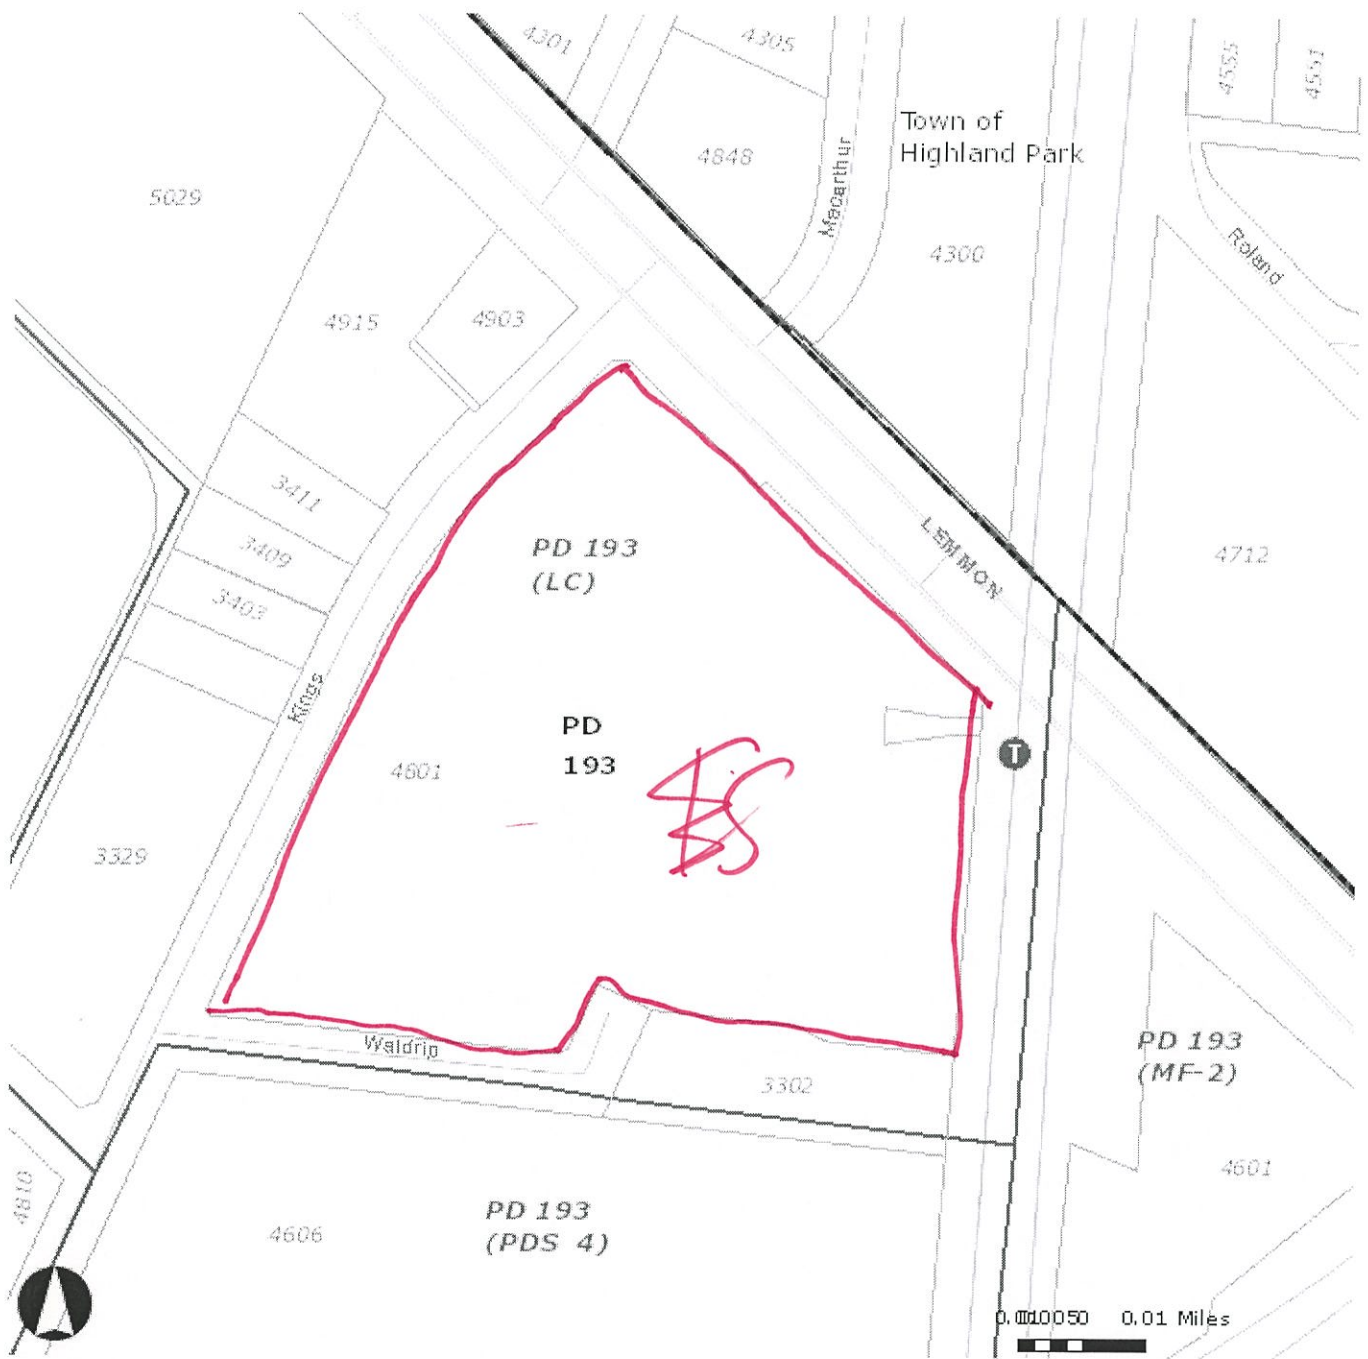 4301
4305
4555
4551
Town of
Highland Park
4848
Macarthur
5029
4300
Roland
4915
4903
3411
PD 193
(LC)
LEMMON
3409
4712
3403
Kings
PD
193
4601
T
3329
Waldrip
PD 193
(MF-2)
3302
4601
4810
4606
PD 193
(PDS 4)
0.01 Miles